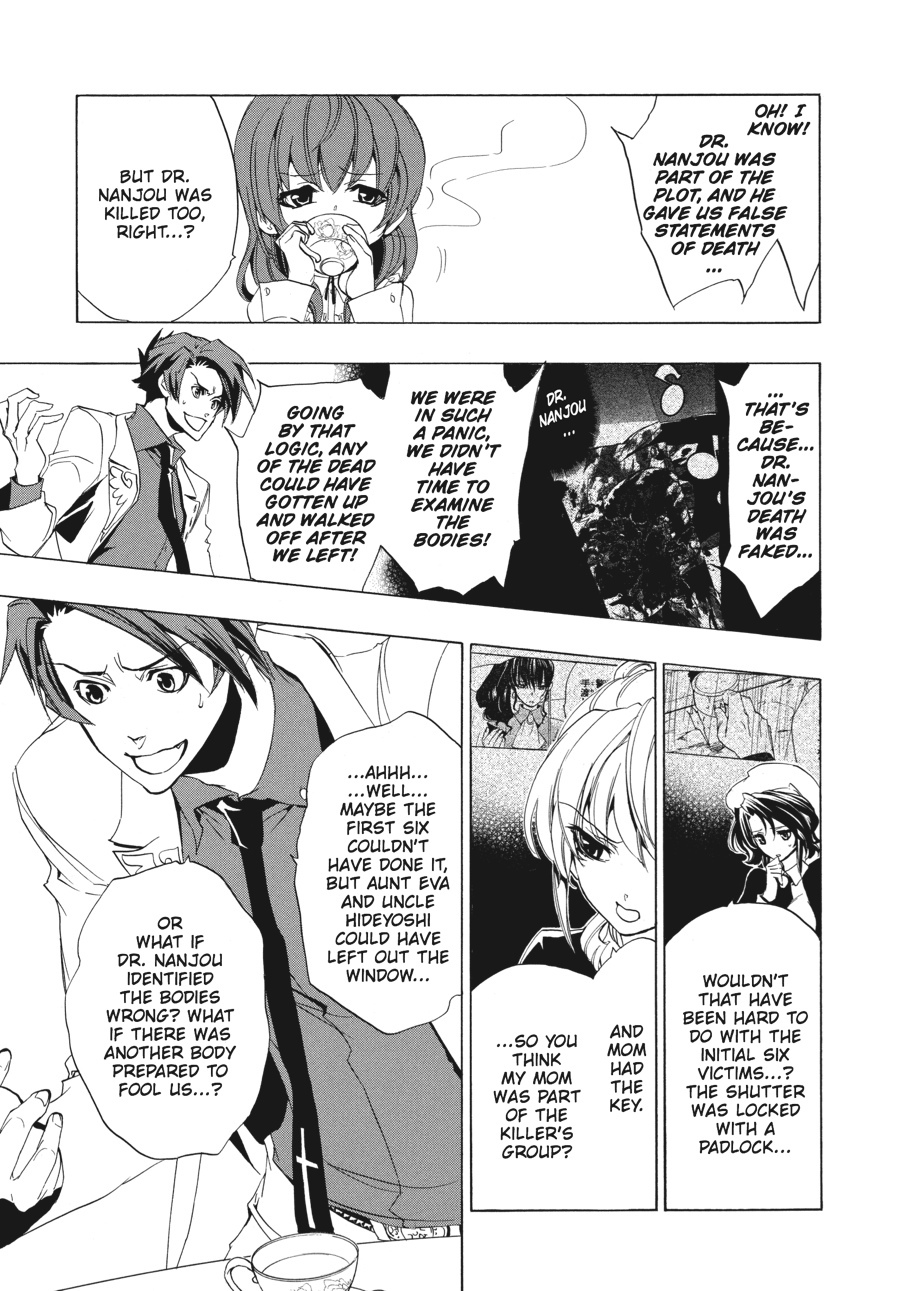 OH! I
KNOW!
DR.
NANJOU WAS
PART OF THE
PLOT, AND HE
GAVE US FALSE
STATEMENTS
OF DEATH
...
BUT DR.
NANJOU WAS
KILLED TOO,
RIGHT...?
...
THAT'S
BE-
CAUSE...
DR.
NAN-
JOU'S
DEATH
WAS
FAKED...
DR.
NANJOU
...
WE WERE
IN SUCH
A PANIC,
WE DIDN'T
HAVE
TIME TO
EXAMINE
THE
BODIES!
GOING
BY THAT
LOGIC, ANY
OF THE DEAD
COULD HAVE
GOTTEN UP
AND WALKED
OFF AFTER
WE LEFT!
WOULDN'T
THAT HAVE
BEEN HARD TO
DO WITH THE
INITIAL SIX
VICTIMS...?
THE SHUTTER
WAS LOCKED
WITH A
PADLOCK...
AND
MOM
HAD
THE
KEY.
...SO YOU
THINK
MY MOM
WAS PART
OF THE
KILLER'S
GROUP?
...AHHH...
...WELL...
MAYBE THE
FIRST SIX
COULDN'T
HAVE DONE IT,
BUT AUNT EVA
AND UNCLE
HIDEYOSHI
COULD HAVE
LEFT OUT THE
WINDOW...
OR
WHAT IF
DR. NANJOU
IDENTIFIED
THE BODIES
WRONG? WHAT
IF THERE WAS
ANOTHER BODY
PREPARED TO
FOOL US...?